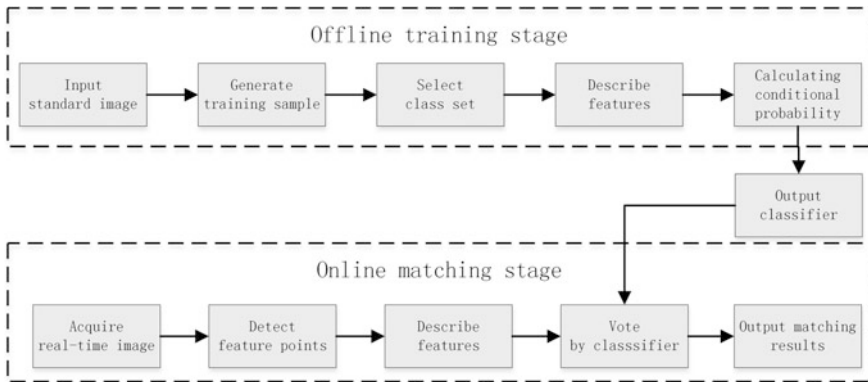 Offline training stage
Input
standard image
Generate
training sample
Select
class set
Describe
features
Calculating
conditional
probability
Output
classifier
Online matching stage
Acquire
real-time image
Detect
feature points
Describe
features
Vote
by classsifier
Output matching
results